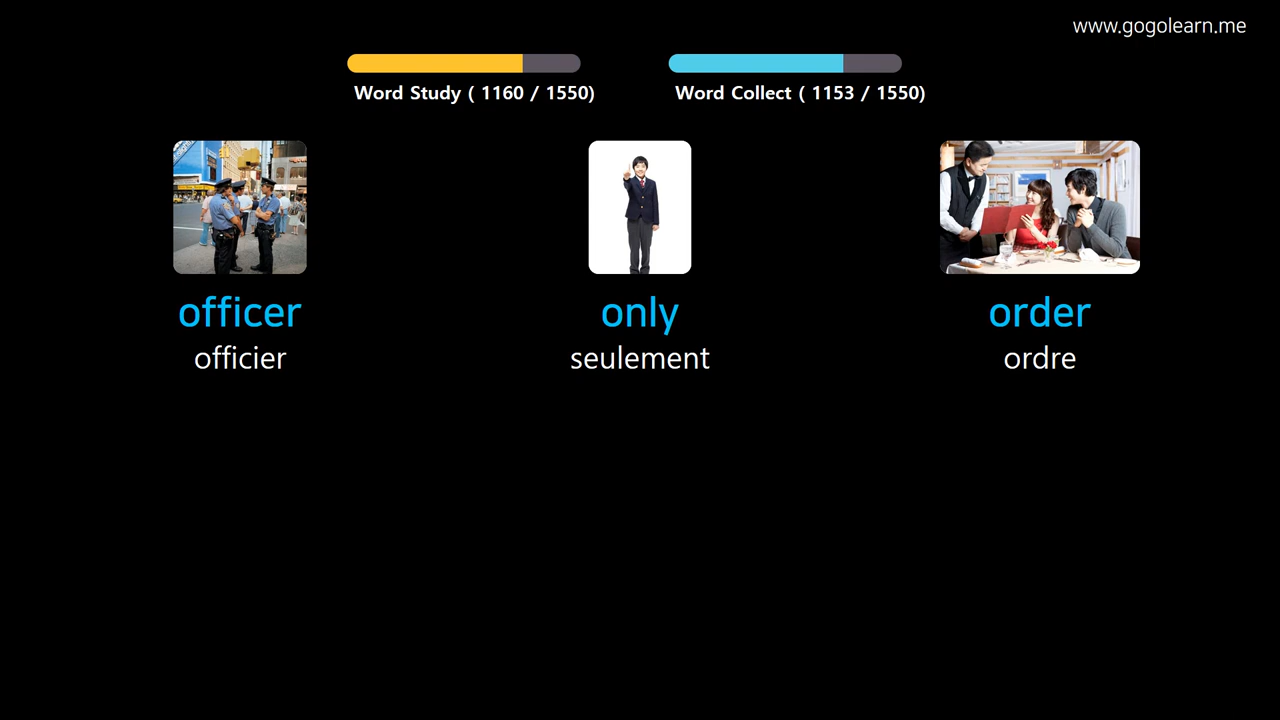 www.gogolearn.me
Word Study ( 1160 / 1550)
Word Collect ( 1153 / 1550)
officer
only
order
officier
seulement
ordre